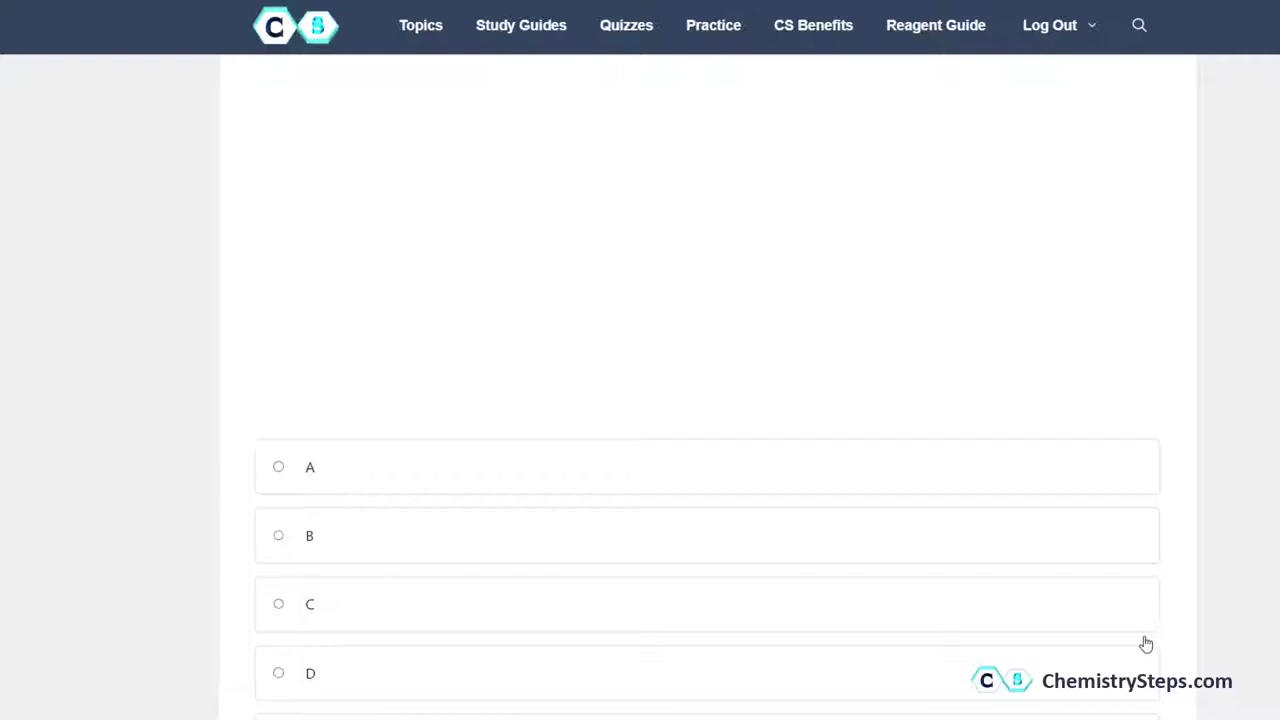 C S Topics Study Guides Quizzes Practice CS Benefits Reagent Guide Log Out
A
B
C
D
C S ChemistrySteps.com